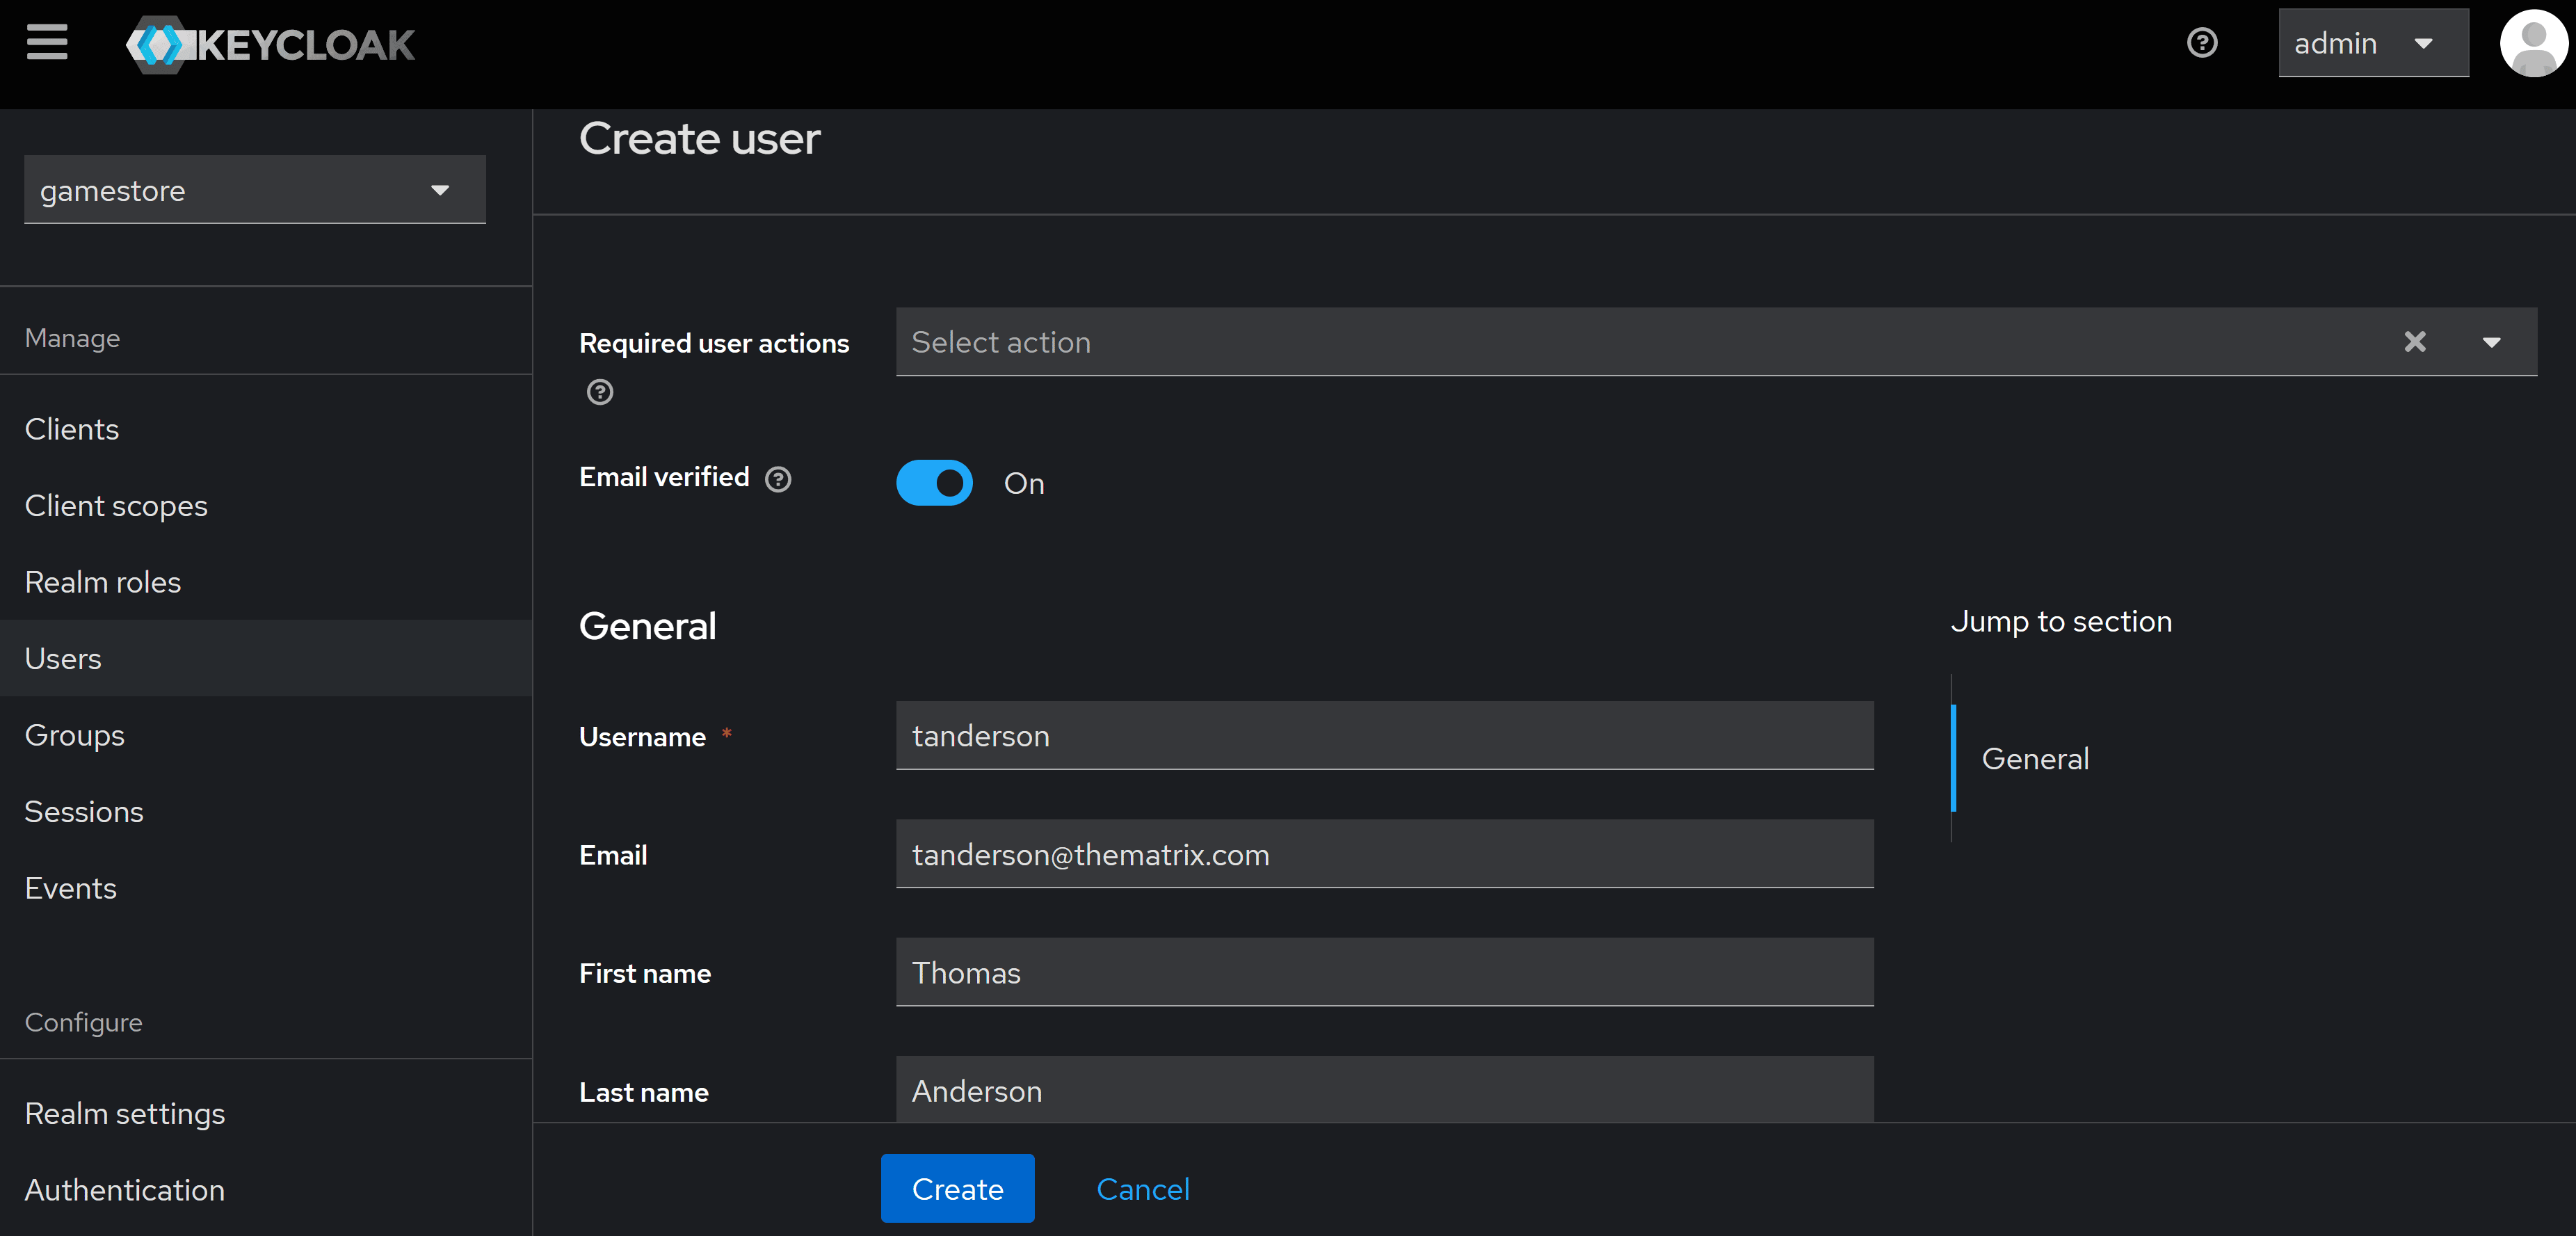 KEYCLOAK
admin
gamestore
Manage
Clients
Client scopes
Realm roles
Users
Groups
Sessions
Events
Configure
Realm settings
Authentication
Create user
Required user actions
Select action
Email verified
On
General
Username *
tanderson
Email
tanderson@thematrix.com
First name
Thomas
Last name
Anderson
Jump to section
General
Create
Cancel